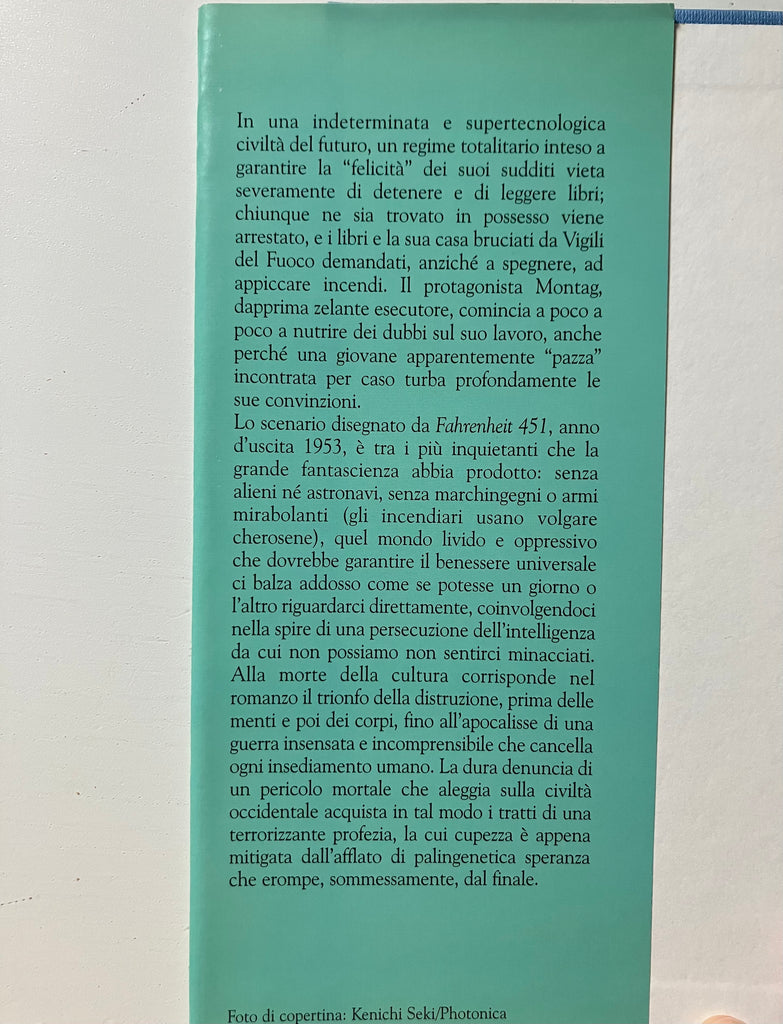 In una indeterminata e supertecnologica
civiltà del futuro, un regime totalitario inteso a
garantire la “felicità” dei suoi sudditi vieta
severamente di detenere e di leggere libri;
chiunque ne sia trovato in possesso viene
arrestato, e i libri e la sua casa bruciati da Vigili
del Fuoco demandati, anziché a spegnere, ad
appiccare incendi. Il protagonista Montag,
dapprima zelante esecutore, comincia a poco a
poco a nutrire dei dubbi sul suo lavoro, anche
perché una giovane apparentemente “pazza”
incontrata per caso turba profondamente le
sue convinzioni.
Lo scenario disegnato da Fahrenheit 451, anno
d’uscita 1953, è tra i più inquietanti che la
grande fantascienza abbia prodotto: senza
alieni né astronavi, senza marchingegni o armi
mirabolanti (gli incendiari usano volgare
cherosene), quel mondo livido e oppressivo
che dovrebbe garantire il benessere universale
ci balza addosso come se potesse un giorno o
l’altro riguardarci direttamente, coinvolgendoci
nella spire di una persecuzione dell’intelligenza
da cui non possiamo non sentirci minacciati.
Alla morte della cultura corrisponde nel
romanzo il trionfo della distruzione, prima delle
menti e poi dei corpi, fino all’apocalisse di una
guerra insensata e incomprensibile che cancella
ogni insediamento umano. La dura denuncia di
un pericolo mortale che aleggia sulla civiltà
occidentale acquista in tal modo i tratti di una
terrorizzante profezia, la cui cupezza è appena
mitigata dall’afflato di palingenetica speranza
che erompe, sommessamente, dal finale.
Foto di copertina: Kenichi Seki/Photonica